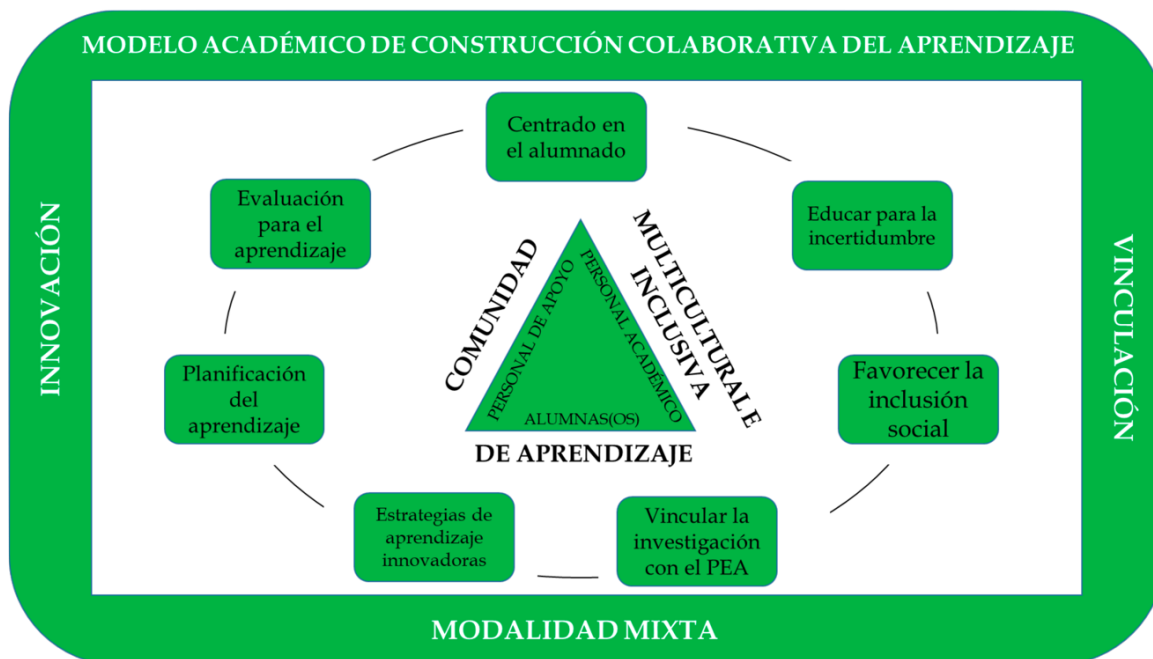 MODELO ACADÉMICO DE CONSTRUCCIÓN COLABORATIVA DEL APRENDIZAJE
INNOVACIÓN
VINCULACIÓN
MODALIDAD MIXTA
Centrado en
el alumnado
Educar para la
incertidumbre
Favorecer la
inclusión
social
Vincular la
investigación
con el PEA
Estrategias de
aprendizaje
innovadoras
Planificación
del
aprendizaje
Evaluación
para el
aprendizaje
COMUNIDAD
MULTICULTURALE
INCLUSIVA
DE APRENDIZAJE
PERSONAL DE APOYO
PERSONAL ACADÉMICO
ALUMNAS(OS)